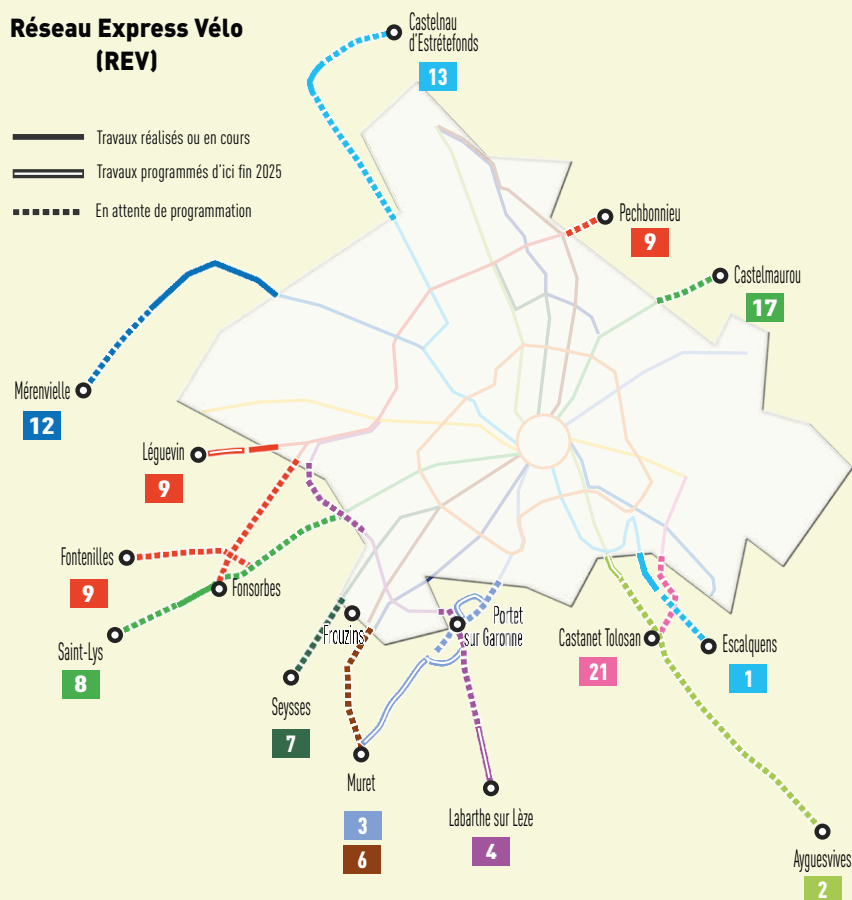 Réseau Express Vélo
(REV)
Travaux réalisés ou en cours
Travaux programmés d'ici fin 2025
En attente de programmation
Castelnau
d'Estrétefonds
13
Pechbonnieu
9
Castelmaurou
17
Mérenvielle
12
Léguevin
9
Fontenilles
9
Fonsorbes
Saint-Lys
8
Frouzins
Seysses
7
Muret
3
6
Portet
sur Garonne
Labarthe sur Lèze
4
Castanet Tolosan
21
Escalquens
1
Ayguesvives
2